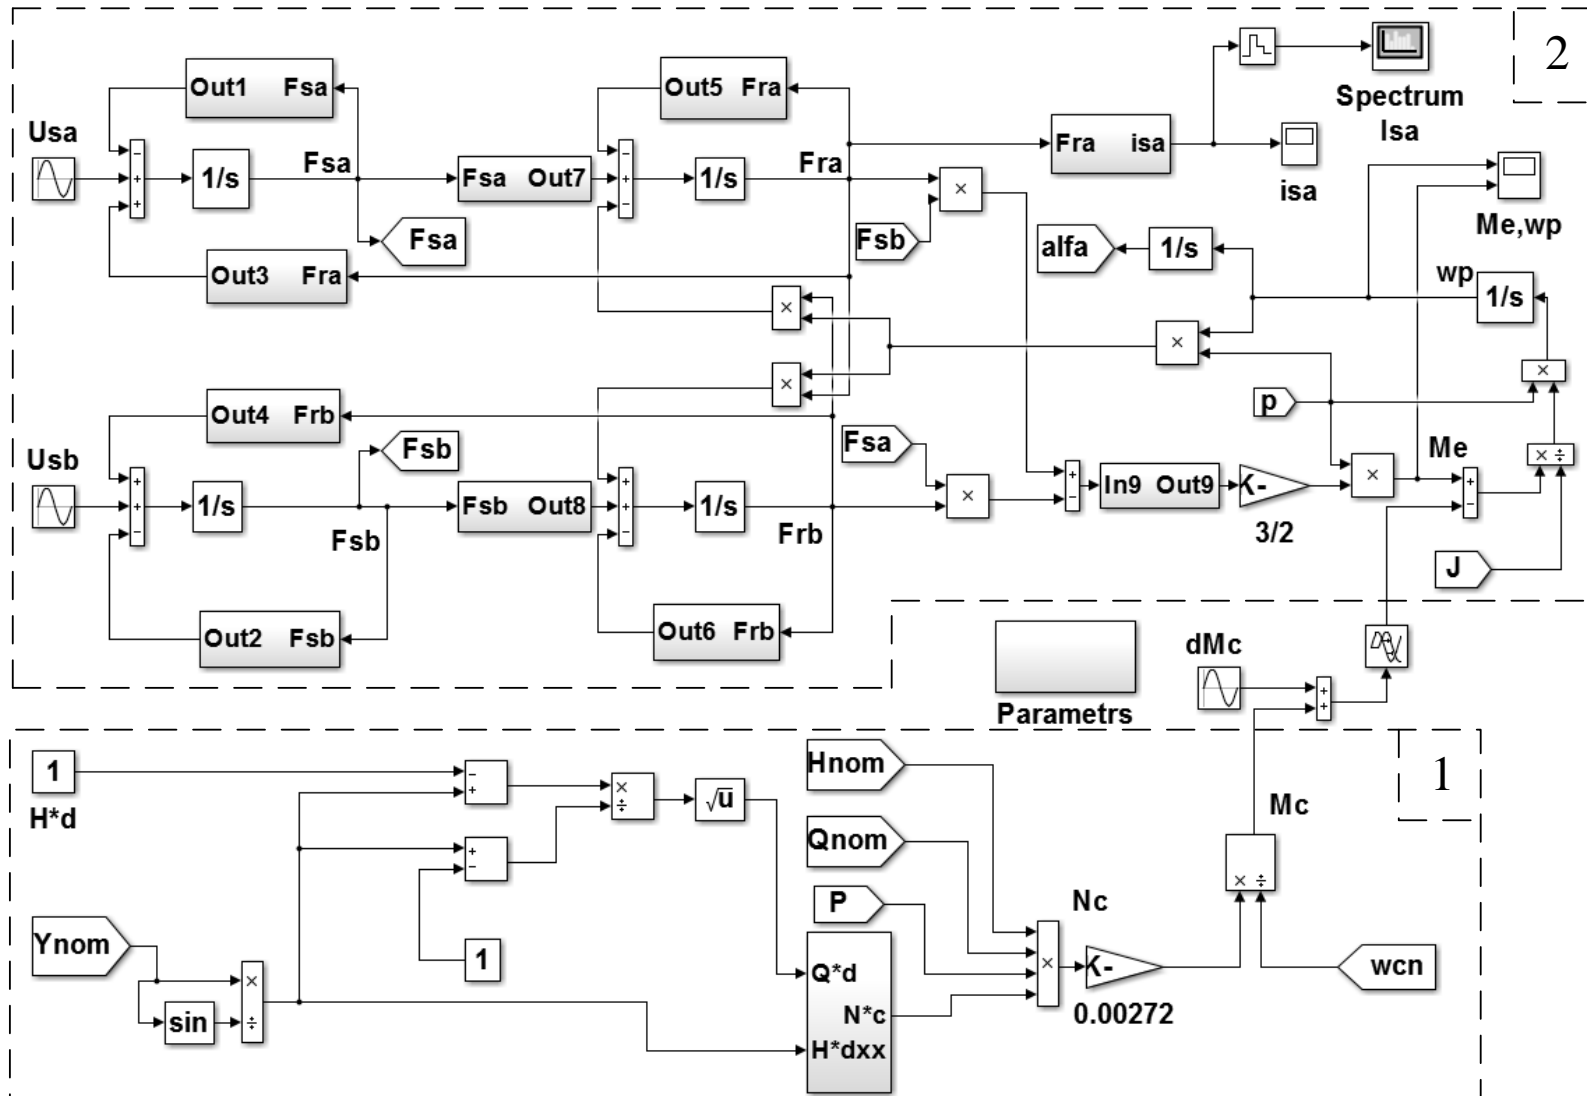 2
Out1 Fsa
Out5 Fra
Spectrum
Isa
Usa
1/s
Fsa
Fsa Out7
1/s
Fra
Fra isa
isa
Me,wp
Fsa
Fsb
alfa
1/s
Out3 Fra
wp
1/s
p
Out4 Frb
Fsb
Fsa
Me
Usb
1/s
Fsb
Fsb Out8
1/s
Frb
In9 Out9
K-
3/2
J
Out2 Fsb
Out6 Frb
dMc
Parametrs
1
1
H*d
Hnom
√u
Mc
Qnom
P
Nc
Ynom
1
Q*d
K-
wcn
sin
N*c
0.00272
H*dxx